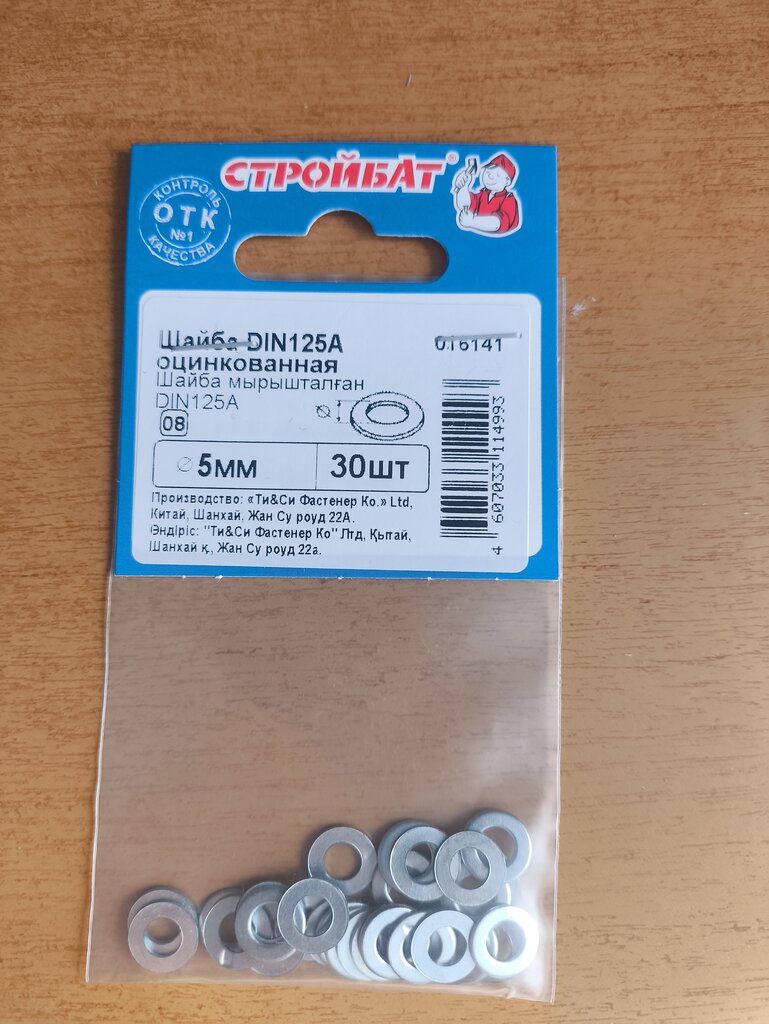 СТРОЙБАТ®
КОНТРОЛЬ
ОТК
№1
КАЧЕСТВА
Шайба DIN125A
оцинкованная
016141
Шайба мырышталған
DIN125A
08
⌀
⌀ 5мм 30шт
Производство: «Ти&Си Фастенер Ко.» Ltd,
Китай, Шанхай, Жан Су роуд 22А.
Өндіріс: "Ти&Си Фастенер Ко" Лтд, Қытай,
Шанхай қ., Жан Су роуд 22а.
4 607033 114993